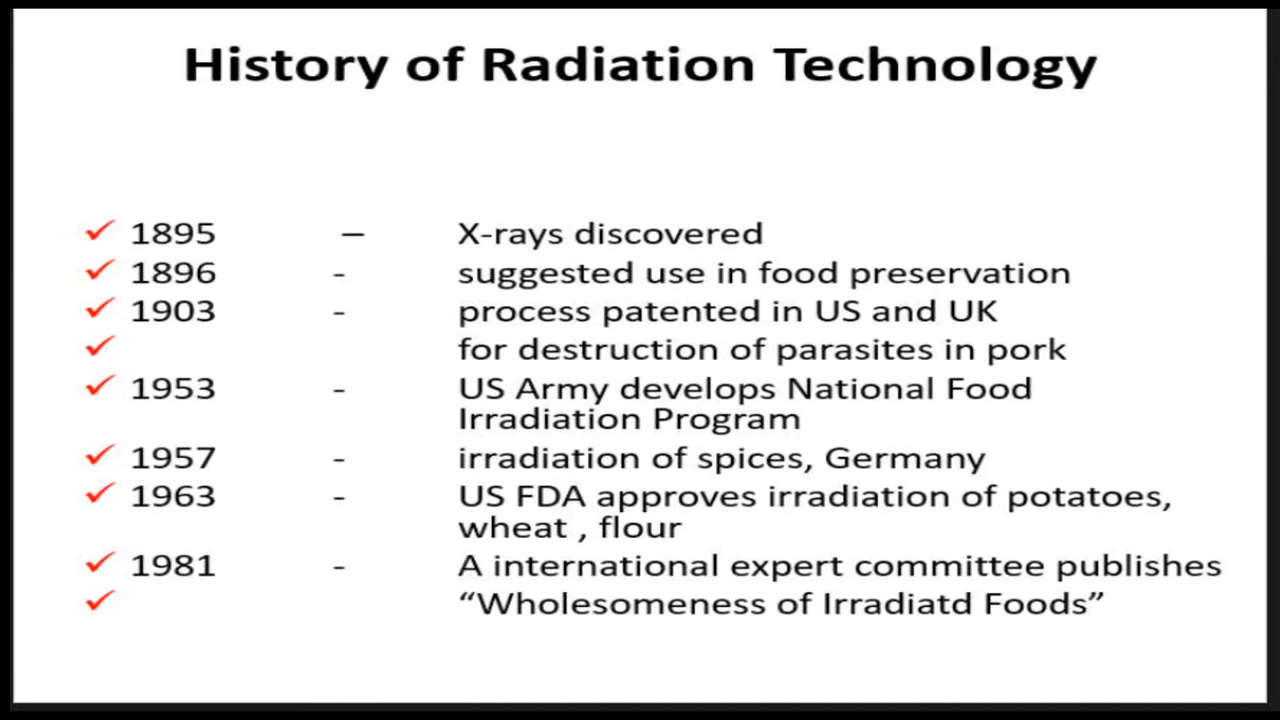 History of Radiation Technology
✓ 1895 – X-rays discovered
✓ 1896 - suggested use in food preservation
✓ 1903 - process patented in US and UK
✓ for destruction of parasites in pork
✓ 1953 - US Army develops National Food
Irradiation Program
✓ 1957 - irradiation of spices, Germany
✓ 1963 - US FDA approves irradiation of potatoes,
wheat , flour
✓ 1981 - A international expert committee publishes
✓ “Wholesomeness of Irradiatd Foods”